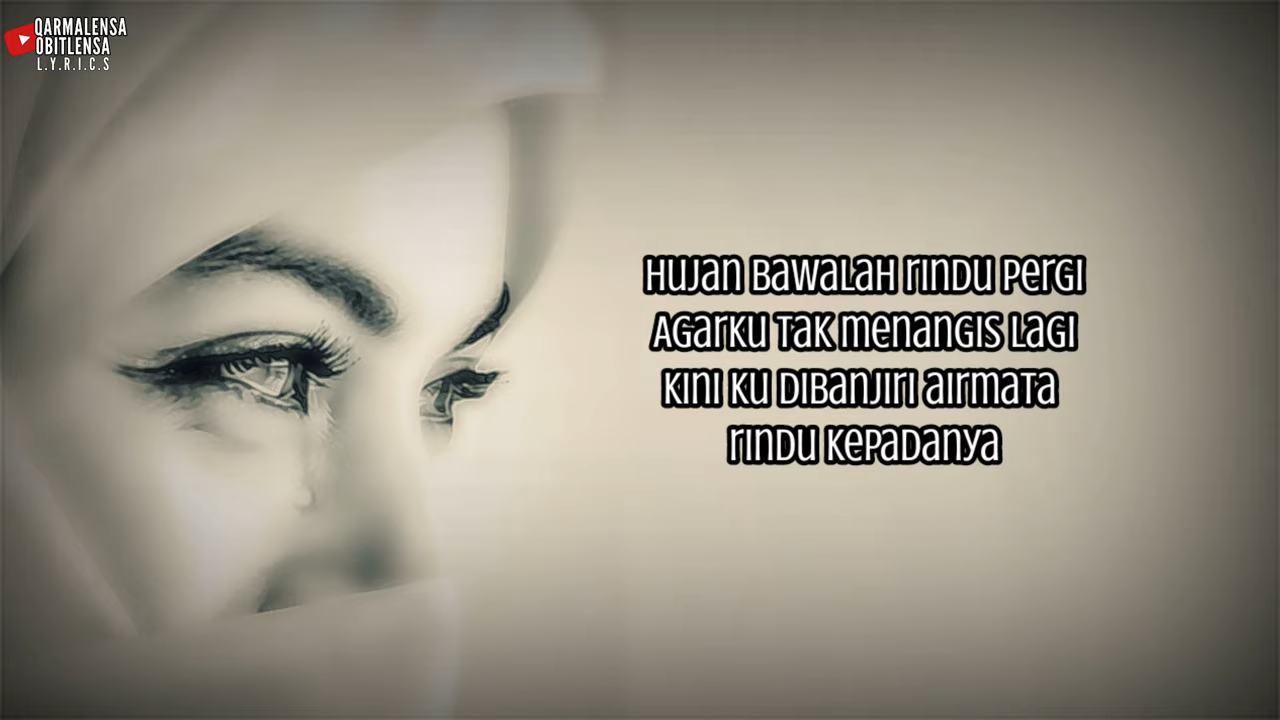 QARMALENSA
OBITLENSA
L.Y.R.I.C.S
Hujan bawalah rindu pergi
Agarku tak menangis lagi
Kini ku dibanjiri airmata
rindu kepadanya